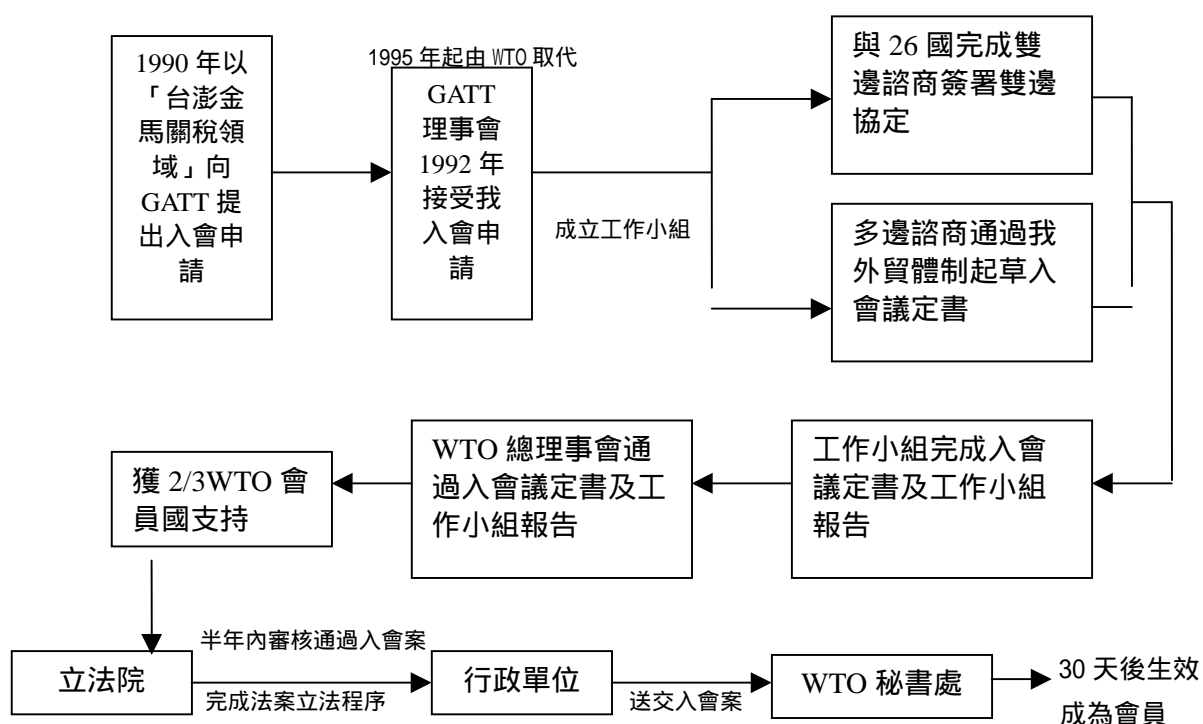 1990 年以
「台澎金
馬關稅領
域」向
GATT 提
出入會申
請
1995 年起由 WTO 取代
GATT
理事會
1992 年
接受我
入會申
請
成立工作小組
與 26 國完成雙
邊諮商簽署雙邊
協定
多邊諮商通過我
外貿體制起草入
會議定書
工作小組完成入會
議定書及工作小組
報告
WTO 總理事會通
過入會議定書及工
作小組報告
獲 2/3WTO 會
員國支持
立法院
半年內審核通過入會案
完成法案立法程序
行政單位
送交入會案
WTO 秘書處
30 天後生效
成為會員